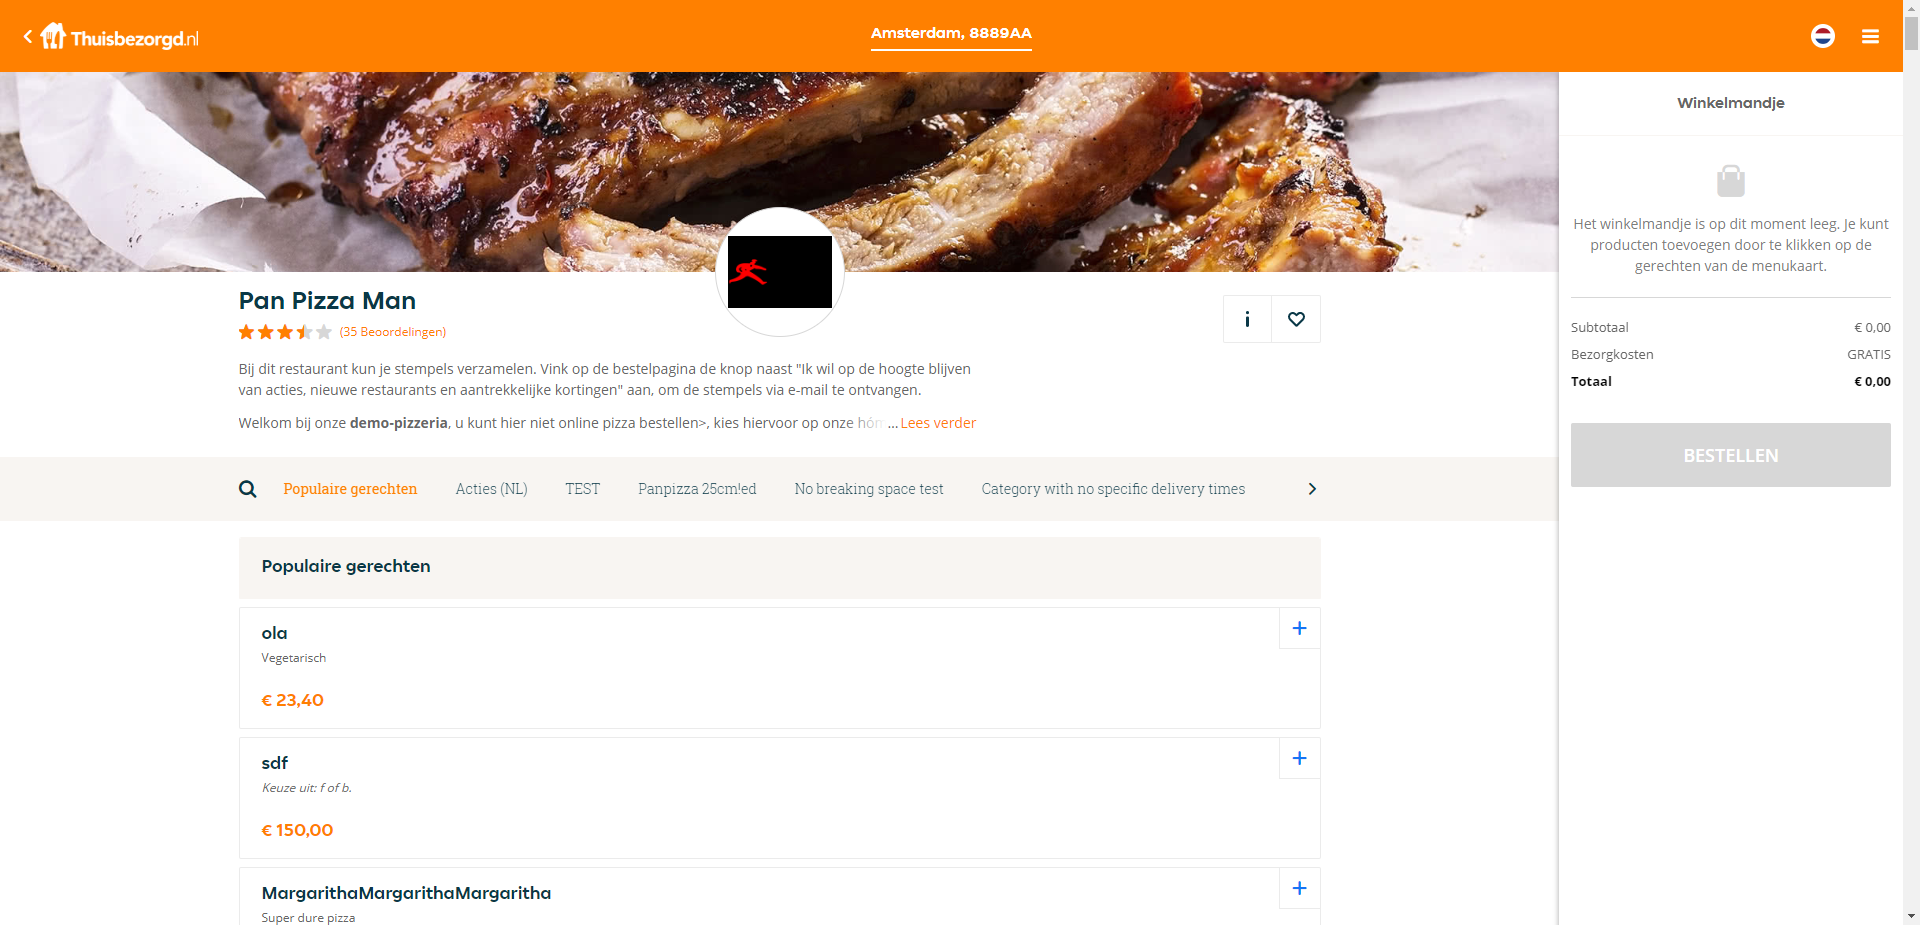 Thuisbezorgd.nl
Amsterdam, 8889AA
Winkelmandje
Het winkelmandje is op dit moment leeg. Je kunt
producten toevoegen door te klikken op de
gerechten van de menukaart.
Subtotaal € 0,00
Bezorgkosten GRATIS
Totaal € 0,00
BESTELLEN
Pan Pizza Man
(35 Beoordelingen)
Bij dit restaurant kun je stempels verzamelen. Vink op de bestelpagina de knop naast "Ik wil op de hoogte blijven
van acties, nieuwe restaurants en aantrekkelijke kortingen" aan, om de stempels via e-mail te ontvangen.
Welkom bij onze demo-pizzeria, u kunt hier niet online pizza bestellen>, kies hiervoor op onze ... Lees verder
Populaire gerechten Acties (NL) TEST Panpizza 25cm!ed No breaking space test Category with no specific delivery times
Populaire gerechten
ola
Vegetarisch
€ 23,40
sdf
Keuze uit: f of b.
€ 150,00
MargarithaMargarithaMargaritha
Super dure pizza